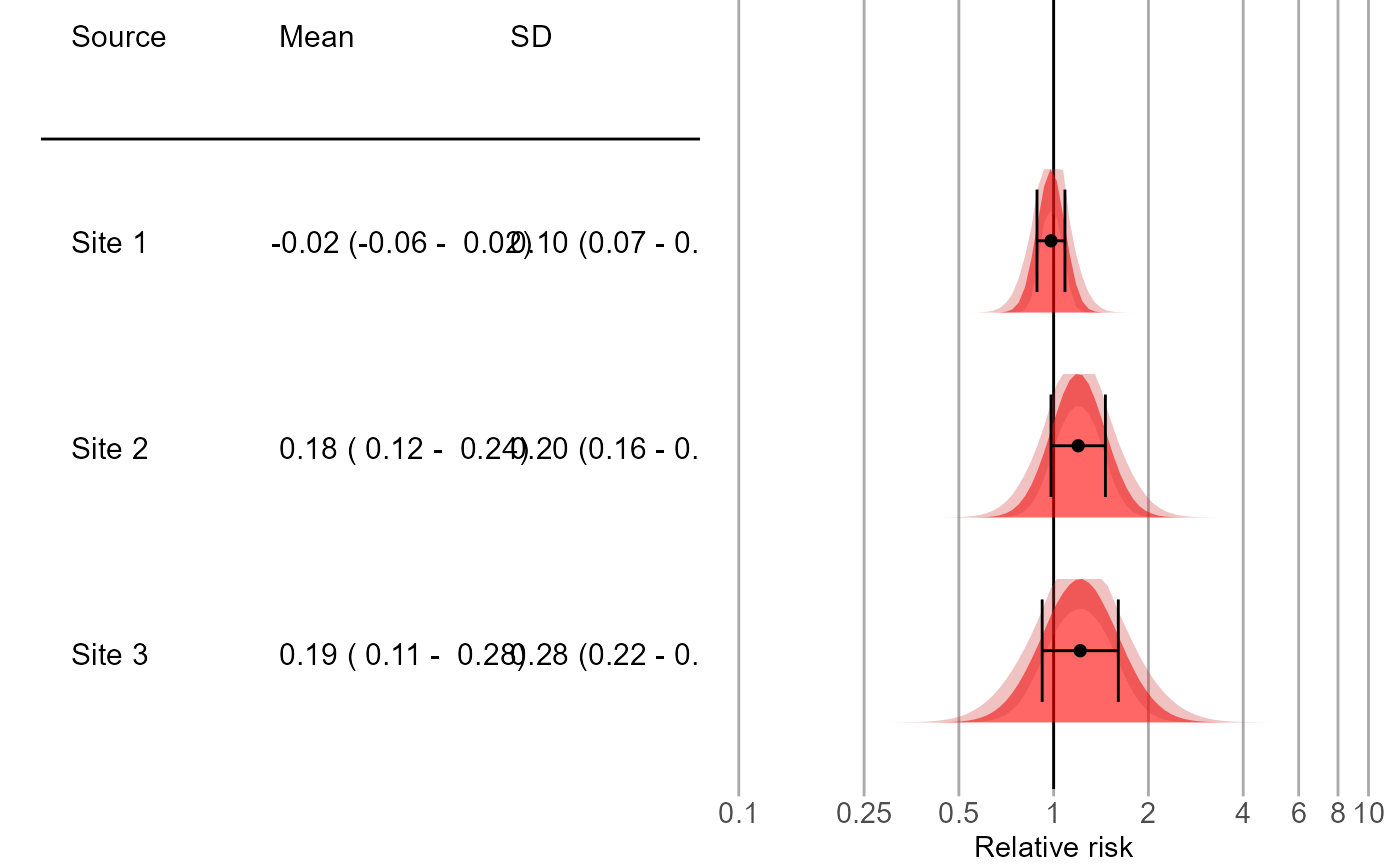 Source Mean SD
Site 1 -0.02 (-0.06 - 0.02) 0.10 (0.07 - 0.
Site 2 0.18 ( 0.12 - 0.24) 0.20 (0.16 - 0.
Site 3 0.19 ( 0.11 - 0.28) 0.28 (0.22 - 0.
0.1 0.25 0.5 1 2 4 6 8 10
Relative risk